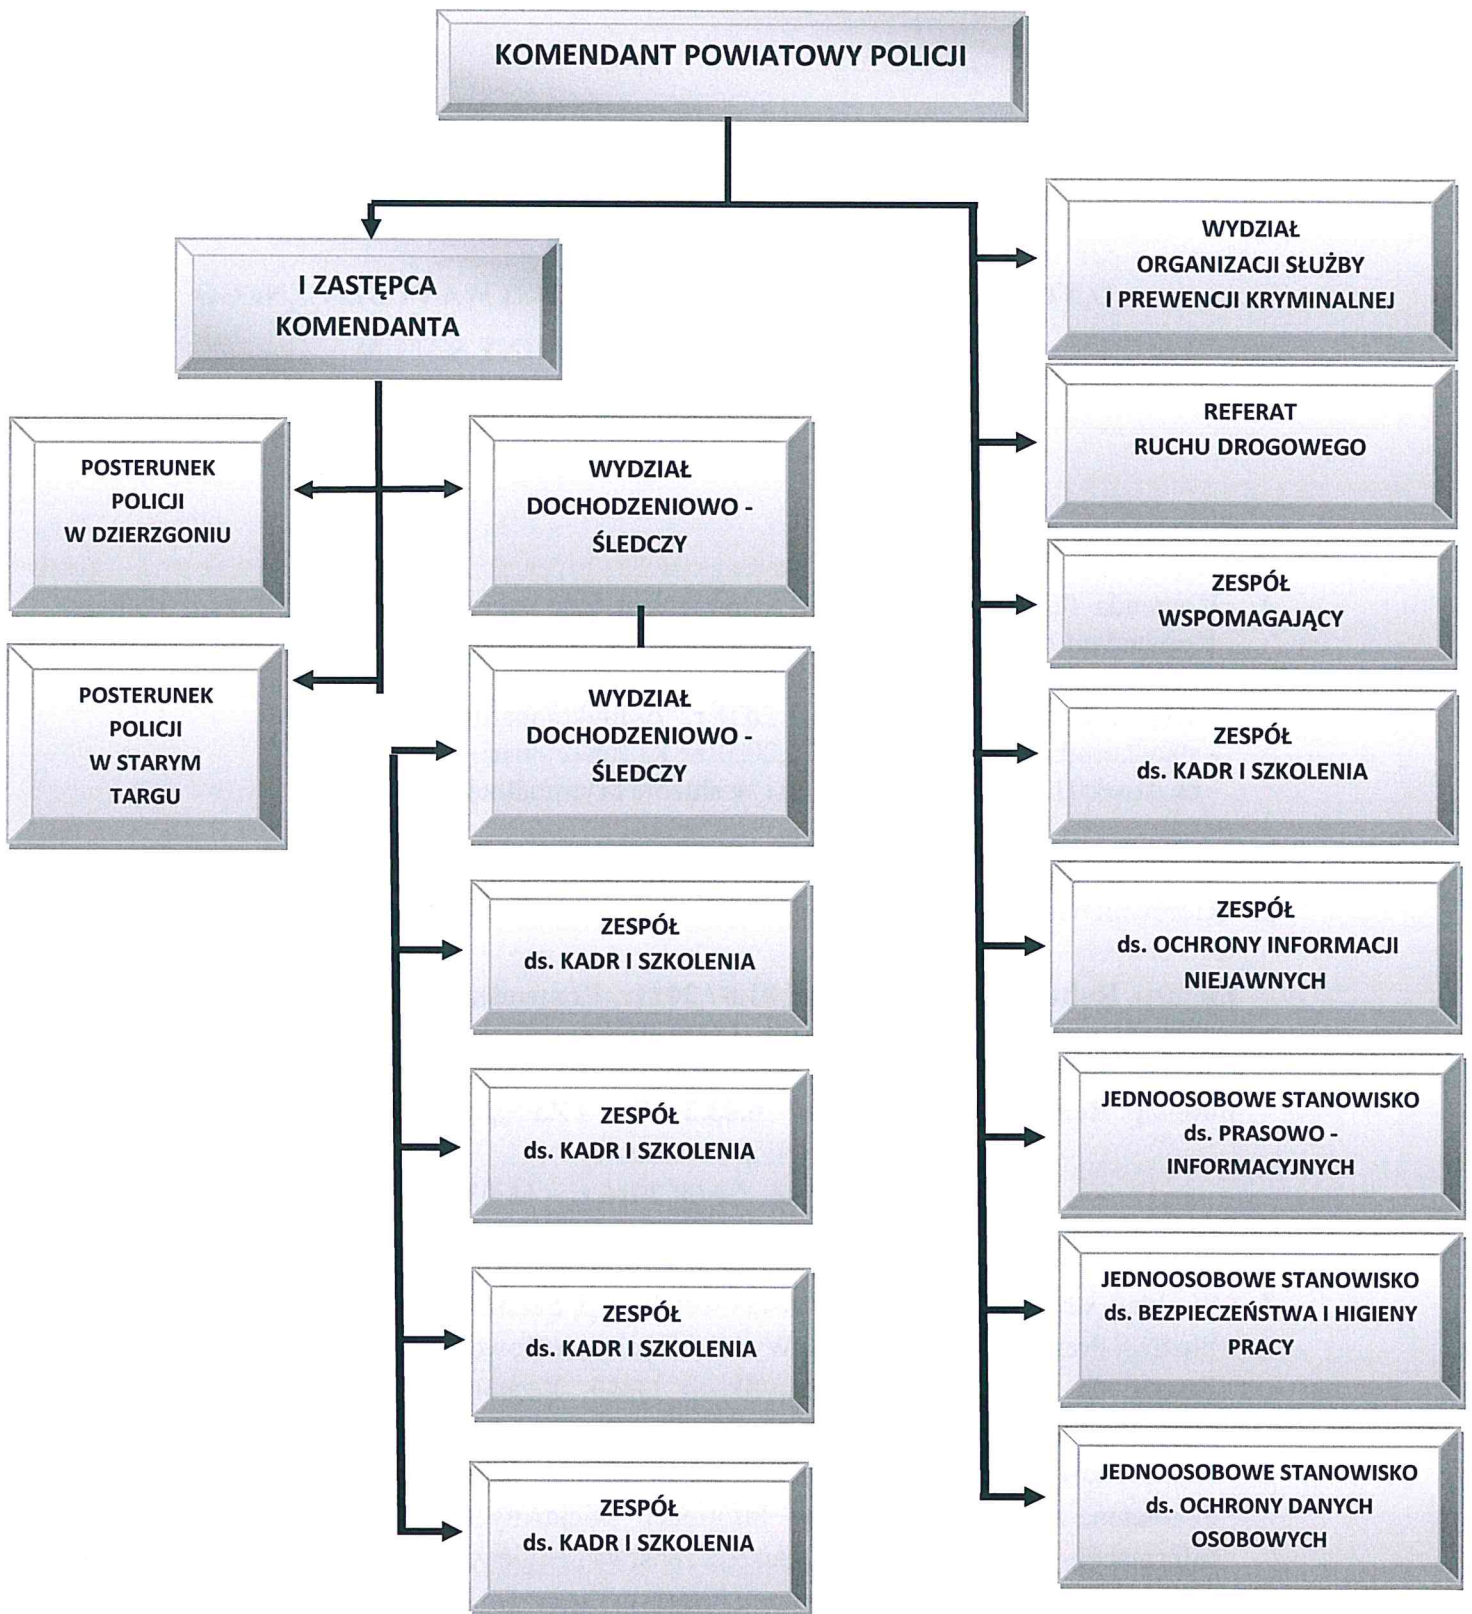 KOMENDANT POWIATOWY POLICJI
I ZASTĘPCA
KOMENDANTA
POSTERUNEK
POLICJI
W DZIERZGONIU
POSTERUNEK
POLICJI
W STARYM
TARGU
WYDZIAŁ
DOCHODZENIOWO -
ŚLEDCZY
WYDZIAŁ
DOCHODZENIOWO -
ŚLEDCZY
ZESPÓŁ
ds. KADR I SZKOLENIA
ZESPÓŁ
ds. KADR I SZKOLENIA
ZESPÓŁ
ds. KADR I SZKOLENIA
ZESPÓŁ
ds. KADR I SZKOLENIA
WYDZIAŁ
ORGANIZACJI SŁUŻBY
I PREWENCJI KRYMINALNEJ
REFERAT
RUCHU DROGOWEGO
ZESPÓŁ
WSPOMAGAJĄCY
ZESPÓŁ
ds. KADR I SZKOLENIA
ZESPÓŁ
ds. OCHRONY INFORMACJI
NIEJAWNYCH
JEDNOOSOBOWE STANOWISKO
ds. PRASOWO -
INFORMACYJNYCH
JEDNOOSOBOWE STANOWISKO
ds. BEZPIECZEŃSTWA I HIGIENY
PRACY
JEDNOOSOBOWE STANOWISKO
ds. OCHRONY DANYCH
OSOBOWYCH